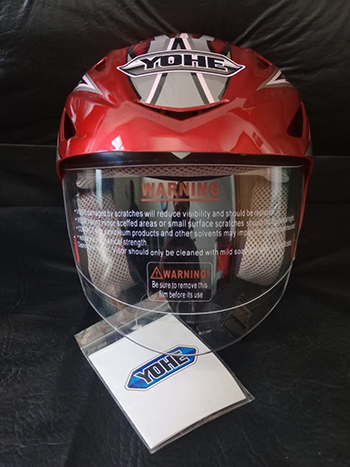 YOHE
WARNING
damaged by scratches will reduce visibility and should be replaced
more sceffed areas or small surface scratches
petroleum products and other solvents may
strength
should only be cleaned with mild soap
WARNING!
Be sure to remove this
film before its use
YOHE